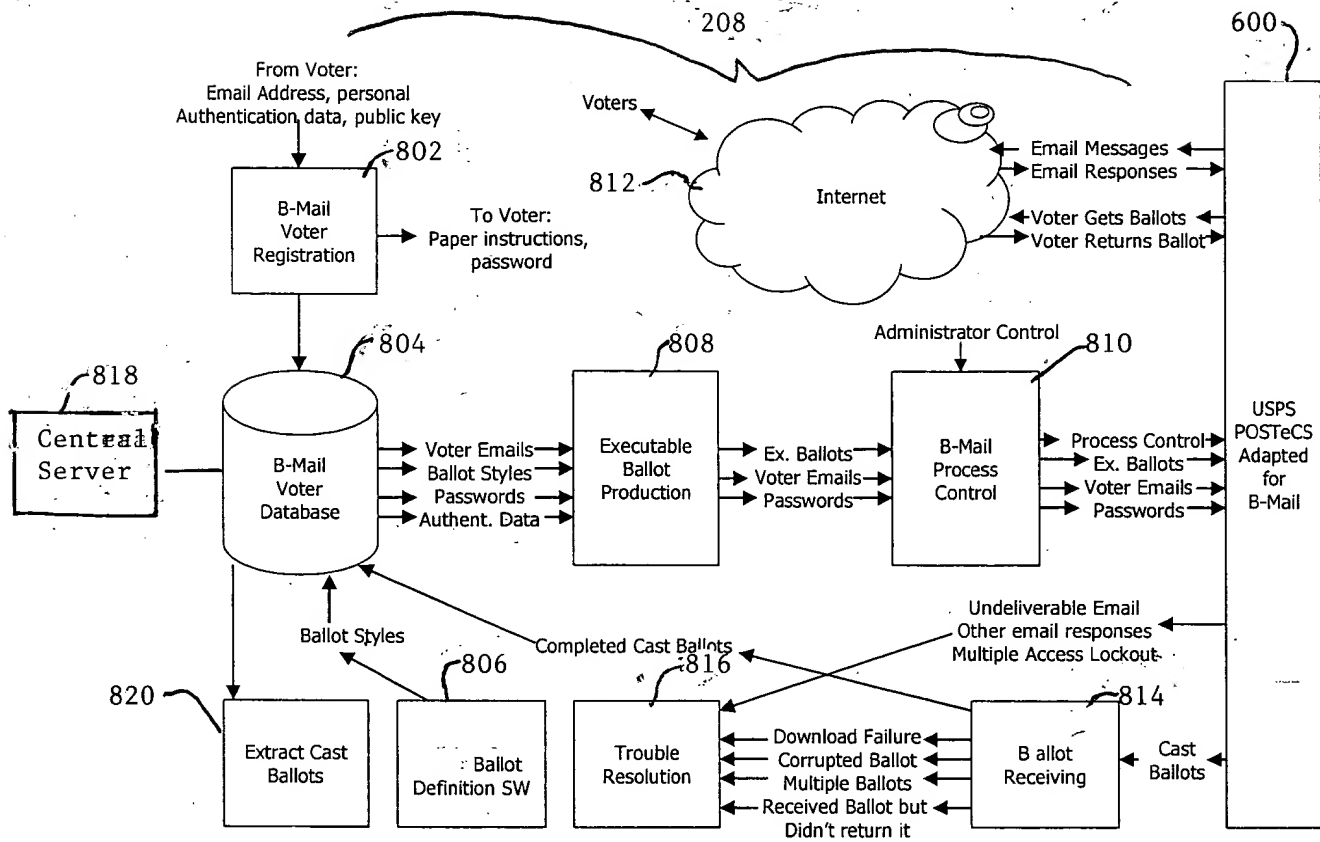 208
600
From Voter:
Email Address, personal
Authentication data, public key
802
B-Mail
Voter
Registration
To Voter:
Paper instructions,
password
Voters
812
Internet
Email Messages
Email Responses
Voter Gets Ballots
Voter Returns Ballot
818
Central
Server
804
B-Mail
Voter
Database
Voter Emails
Ballot Styles
Passwords
Authent. Data
808
Executable
Ballot
Production
Ex. Ballots
Voter Emails
Passwords
Administrator Control
810
B-Mail
Process
Control
Process Control
Ex. Ballots
Voter Emails
Passwords
USPS
POSTeCS
Adapted
for
B-Mail
Ballot Styles
Completed Cast Ballots
Undeliverable Email
Other email responses
Multiple Access Lockout
820
Extract Cast
Ballots
806
Ballot
Definition SW
816
Trouble
Resolution
Download Failure
Corrupted Ballot
Multiple Ballots
Received Ballot but
Didn't return it
814
B allot
Receiving
Cast
Ballots